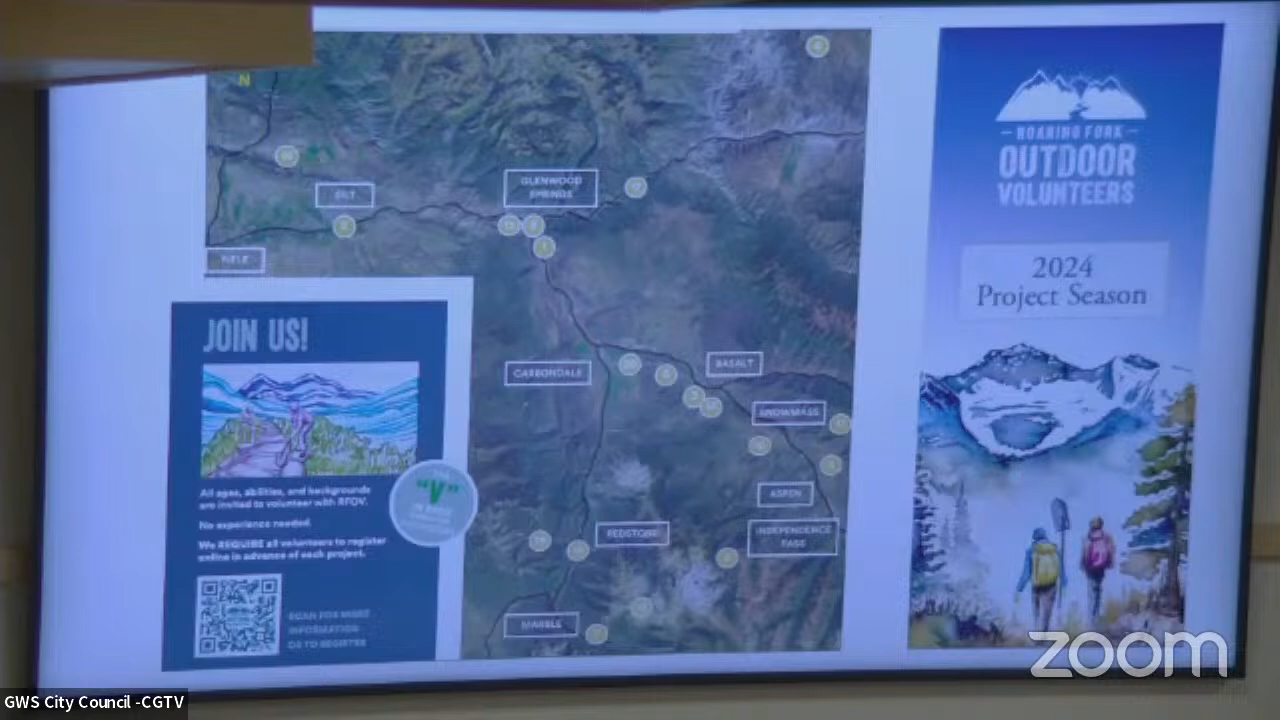 N
SILT
GLENWOOD
SPRINGS
CARBONDALE
BASALT
SNOWMASS
ASPEN
INDEPENDENCE
PASS
REDSTONE
MARBLE
JOIN US!
All ages, abilities, and backgrounds
are invited to volunteer with RFOV.
No experience needed.
We REQUIRE all volunteers to register
online in advance of each project.
"V"
SCAN FOR MORE
INFORMATION
OR TO REGISTER
ROARING FORK
OUTDOOR
VOLUNTEERS
2024
Project Season
zoom
GWS City Council -CGTV